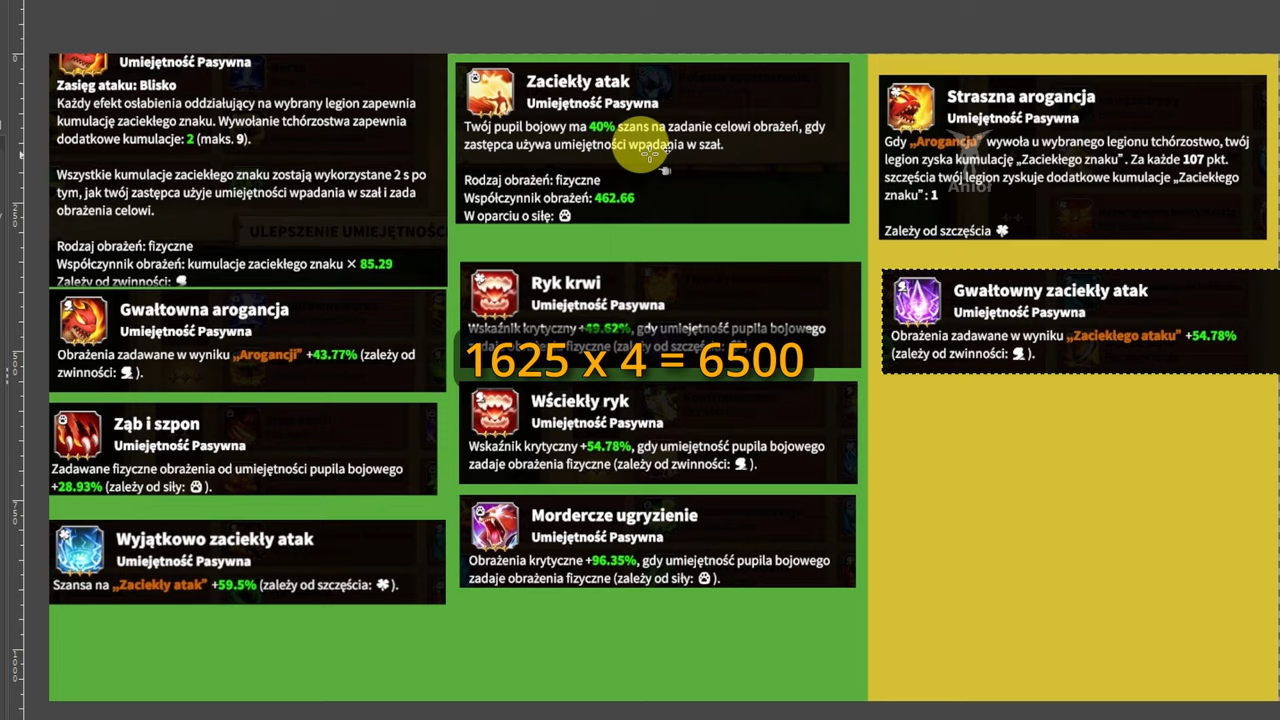 Umiejętność Pasywna
Zasięg ataku: Blisko
Każdy efekt osłabienia oddziałujący na wybrany legion zapewnia
kumulację zaciekłego znaku. Wywołanie tchórzostwa zapewnia
dodatkowe kumulacje: 2 (maks. 9).
Wszystkie kumulacje zaciekłego znaku zostają wykorzystane 2 s po
tym, jak twój zastępca użyje umiejętności wpadania w szał i zada
obrażenia celowi.
ULEPSZENIE UMIEJĘTNOŚC
Rodzaj obrażeń: fizyczne
Współczynnik obrażeń: kumulacje zaciekłego znaku × 85.29
Zależy od zwinności:
Gwałtowna arogancja
Umiejętność Pasywna
Obrażenia zadawane w wyniku „Arogancji” +43.77% (zależy od
zwinności: ).
Ząb i szpon
Umiejętność Pasywna
Zadawane fizyczne obrażenia od umiejętności pupila bojowego
+28.93% (zależy od siły: ).
Wyjątkowo zaciekły atak
Umiejętność Pasywna
Szansa na „Zaciekły atak” +59.5% (zależy od szczęścia: ).
Zaciekły atak
Umiejętność Pasywna
Twój pupil bojowy ma 40% szans na zadanie celowi obrażeń, gdy
zastępca używa umiejętności wpadania w szał.
Rodzaj obrażeń: fizyczne
Współczynnik obrażeń: 462.66
W oparciu o siłę:
Ryk krwi
Umiejętność Pasywna
Wskaźnik krytyczny +49.62%, gdy umiejętność pupila bojowego
1625 x 4 = 6500
Wściekły ryk
Umiejętność Pasywna
Wskaźnik krytyczny +54.78%, gdy umiejętność pupila bojowego
zadaje obrażenia fizyczne (zależy od zwinności: ).
Mordercze ugryzienie
Umiejętność Pasywna
Obrażenia krytyczne +96.35%, gdy umiejętność pupila bojowego
zadaje obrażenia fizyczne (zależy od siły: ).
Straszna arogancja
Umiejętność Pasywna
Gdy „Arogancja” wywoła u wybranego legionu tchórzostwo, twój
legion zyska kumulację „Zaciekłego znaku”. Za każde 107 pkt.
szczęścia twój legion zyskuje dodatkowe kumulacje „Zaciekłego
znaku”: 1
Anioł
Zależy od szczęścia
Gwałtowny zaciekły atak
Umiejętność Pasywna
Obrażenia zadawane w wyniku „Zaciekłego ataku” +54.78%
(zależy od zwinności: ).